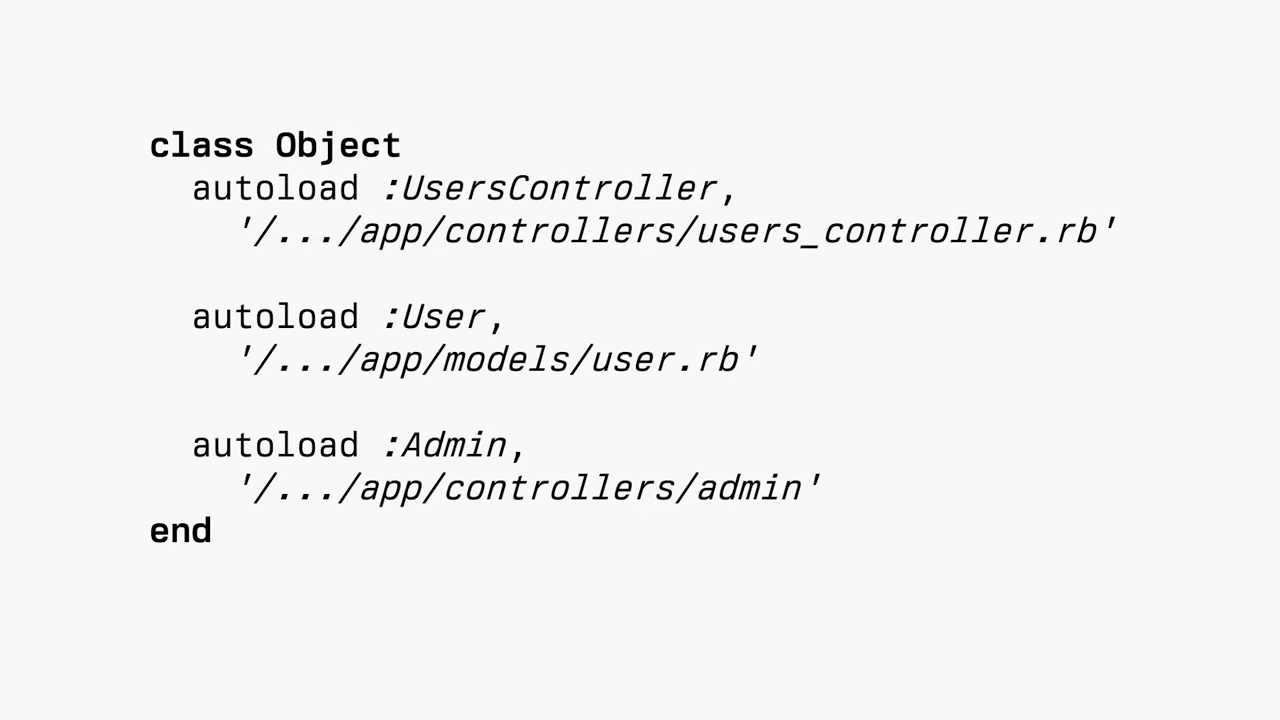 class Object
  autoload :UsersController,
    '/.../app/controllers/users_controller.rb'
  autoload :User,
    '/.../app/models/user.rb'
  autoload :Admin,
    '/.../app/controllers/admin'
end